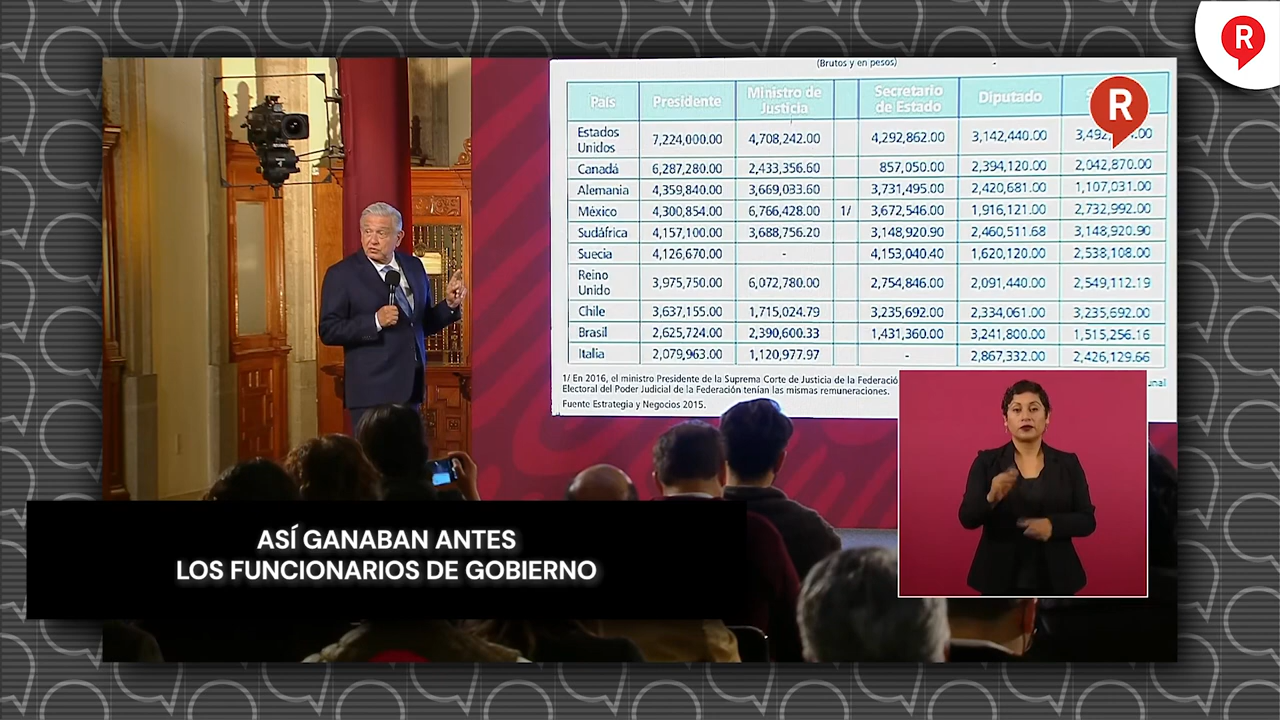 R
(Brutos y en pesos)
R
País Presidente Ministro de Justicia Secretario de Estado Diputado
Estados Unidos 7,224,000.00 4,708,242.00 4,292,862.00 3,142,440.00
Canadá 6,287,280.00 2,433,356.60 857,050.00 2,394,120.00 2,042,870.00
Alemania 4,359,840.00 3,669,033.60 3,731,495.00 2,420,681.00 1,107,031.00
México 4,300,854.00 6,766,428.00 1/ 3,672,546.00 1,916,121.00 2,732,992.00
Sudáfrica 4,157,100.00 3,688,756.20 3,148,920.90 2,460,511.68 3,148,920.90
Suecia 4,126,670.00 - 4,153,040.40 1,620,120.00 2,538,108.00
Reino Unido 3,975,750.00 6,072,780.00 2,754,846.00 2,091,440.00 2,549,112.19
Chile 3,637,155.00 1,715,024.79 3,235,692.00 2,334,061.00 3,235,692.00
Brasil 2,625,724.00 2,390,600.33 1,431,360.00 3,241,800.00 1,515,256.16
Italia 2,079,963.00 1,120,977.97 - 2,867,332.00 2,426,129.66
1/ En 2016, el ministro Presidente de la Suprema Corte de Justicia de la Federació
Electoral del Poder Judicial de la Federación tenían las mismas remuneraciones.
Fuente Estrategia y Negocios 2015.
ASÍ GANABAN ANTES
LOS FUNCIONARIOS DE GOBIERNO